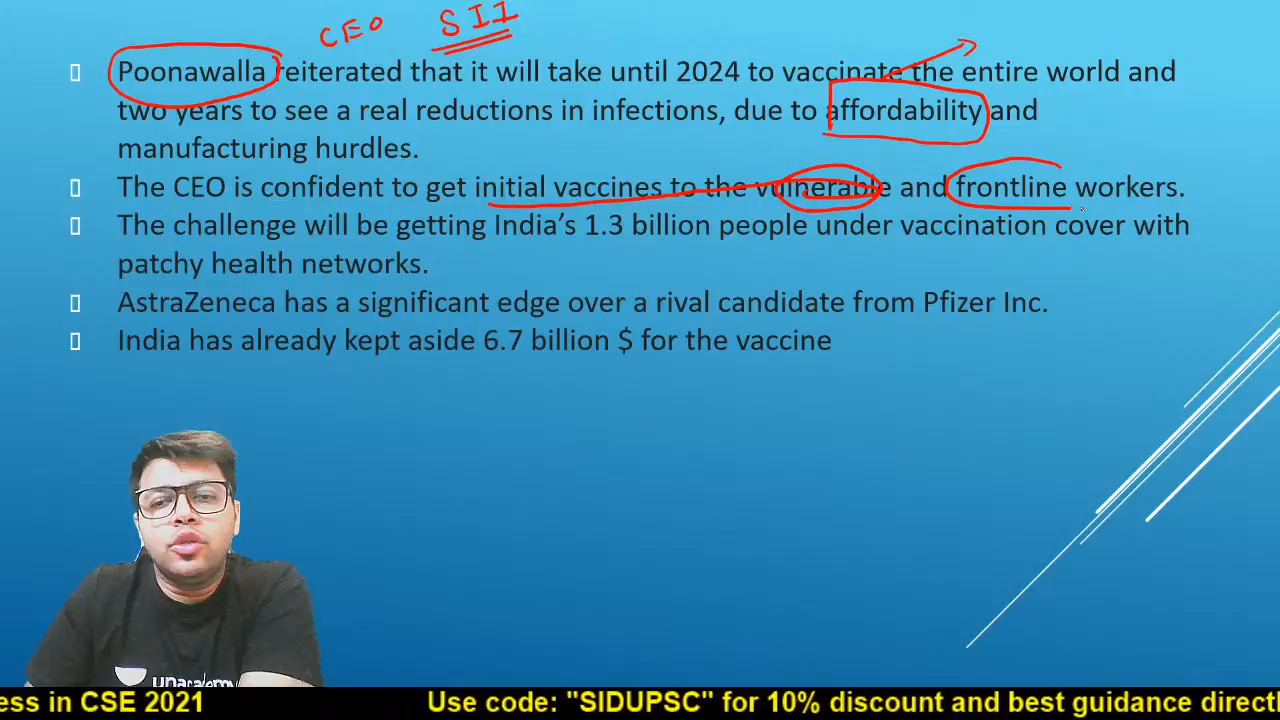 CEO SII
Poonawalla reiterated that it will take until 2024 to vaccinate the entire world and
two years to see a real reductions in infections, due to affordability and
manufacturing hurdles.
The CEO is confident to get initial vaccines to the vulnerable and frontline workers.
The challenge will be getting India's 1.3 billion people under vaccination cover with
patchy health networks.
AstraZeneca has a significant edge over a rival candidate from Pfizer Inc.
India has already kept aside 6.7 billion $ for the vaccine
unacademy
ess in CSE 2021 Use code: "SIDUPSC" for 10% discount and best guidance direct